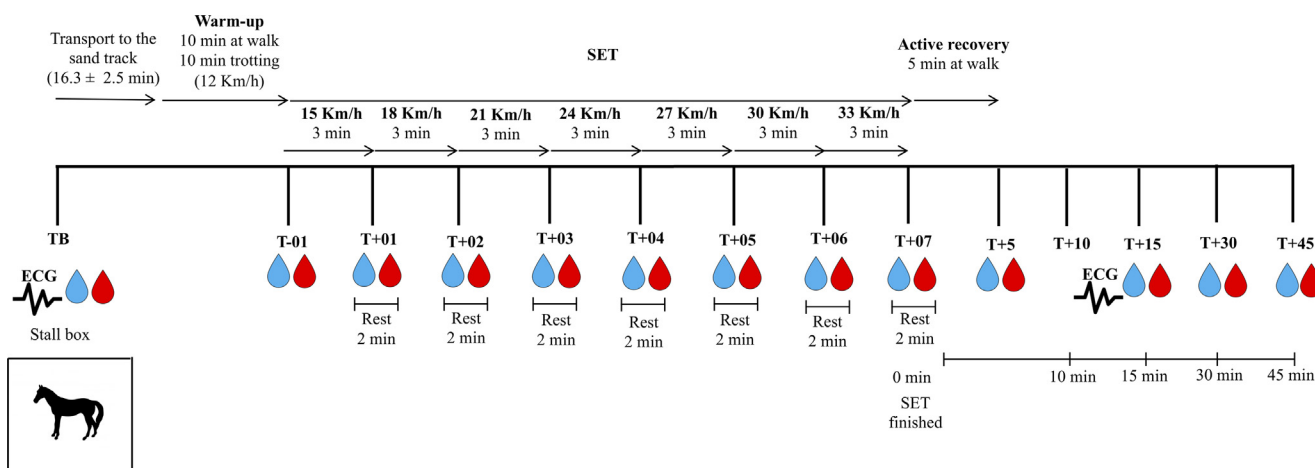 Transport to the
sand track
(16.3 ± 2.5 min)
Warm-up
10 min at walk
10 min trotting
(12 Km/h)
SET
Active recovery
5 min at walk
15 Km/h
3 min
18 Km/h
3 min
21 Km/h
3 min
24 Km/h
3 min
27 Km/h
3 min
30 Km/h
3 min
33 Km/h
3 min
TB
T-01
T+01
T+02
T+03
T+04
T+05
T+06
T+07
T+5
T+10
T+15
T+30
T+45
ECG
ECG
Stall box
Rest
2 min
Rest
2 min
Rest
2 min
Rest
2 min
Rest
2 min
Rest
2 min
Rest
2 min
0 min
10 min
15 min
30 min
45 min
SET
finished